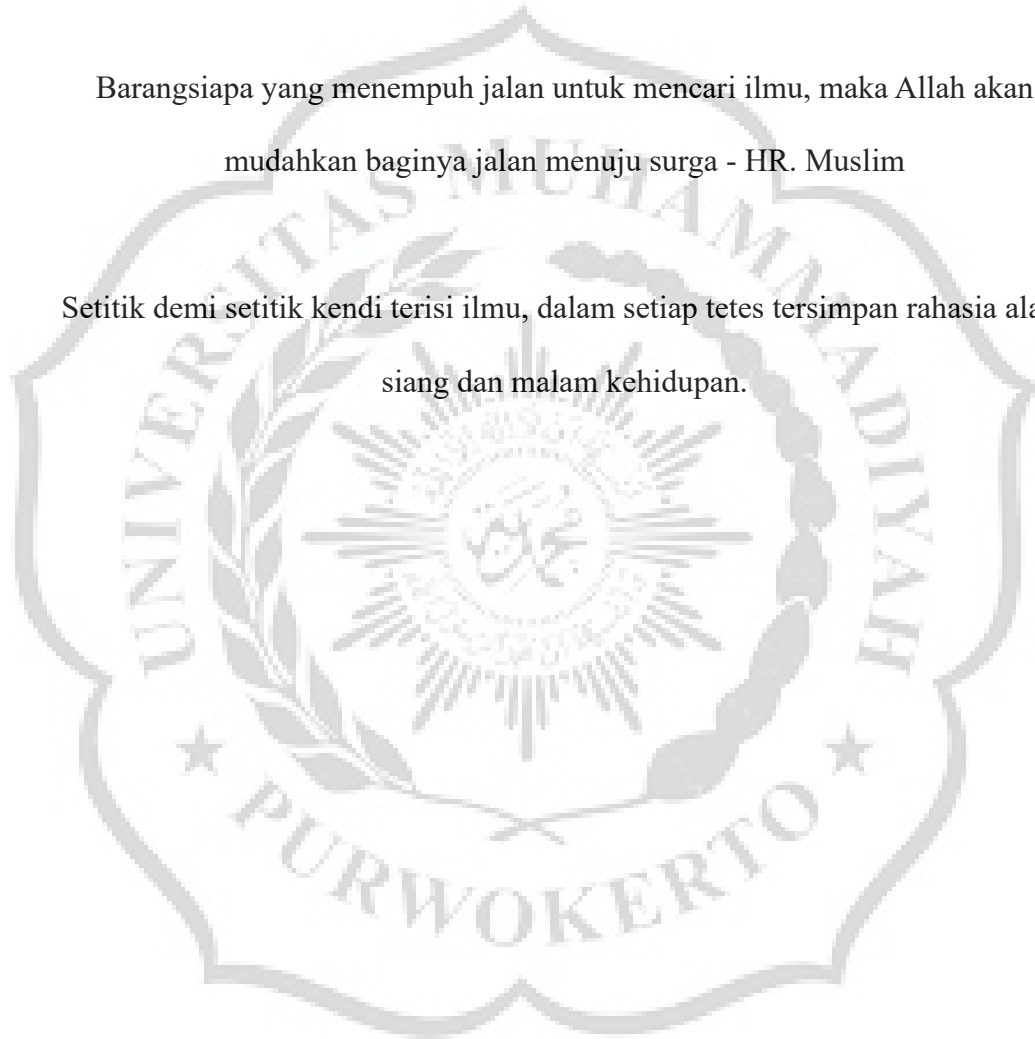 Barangsiapa yang menempuh jalan untuk mencari ilmu, maka Allah akan
mudahkan baginya jalan menuju surga - HR. Muslim
Setitik demi setitik kendi terisi ilmu, dalam setiap tetes tersimpan rahasia
siang dan malam kehidupan.
UNIVERSITAS MUHAMMADIYAH
PURWOKERTO